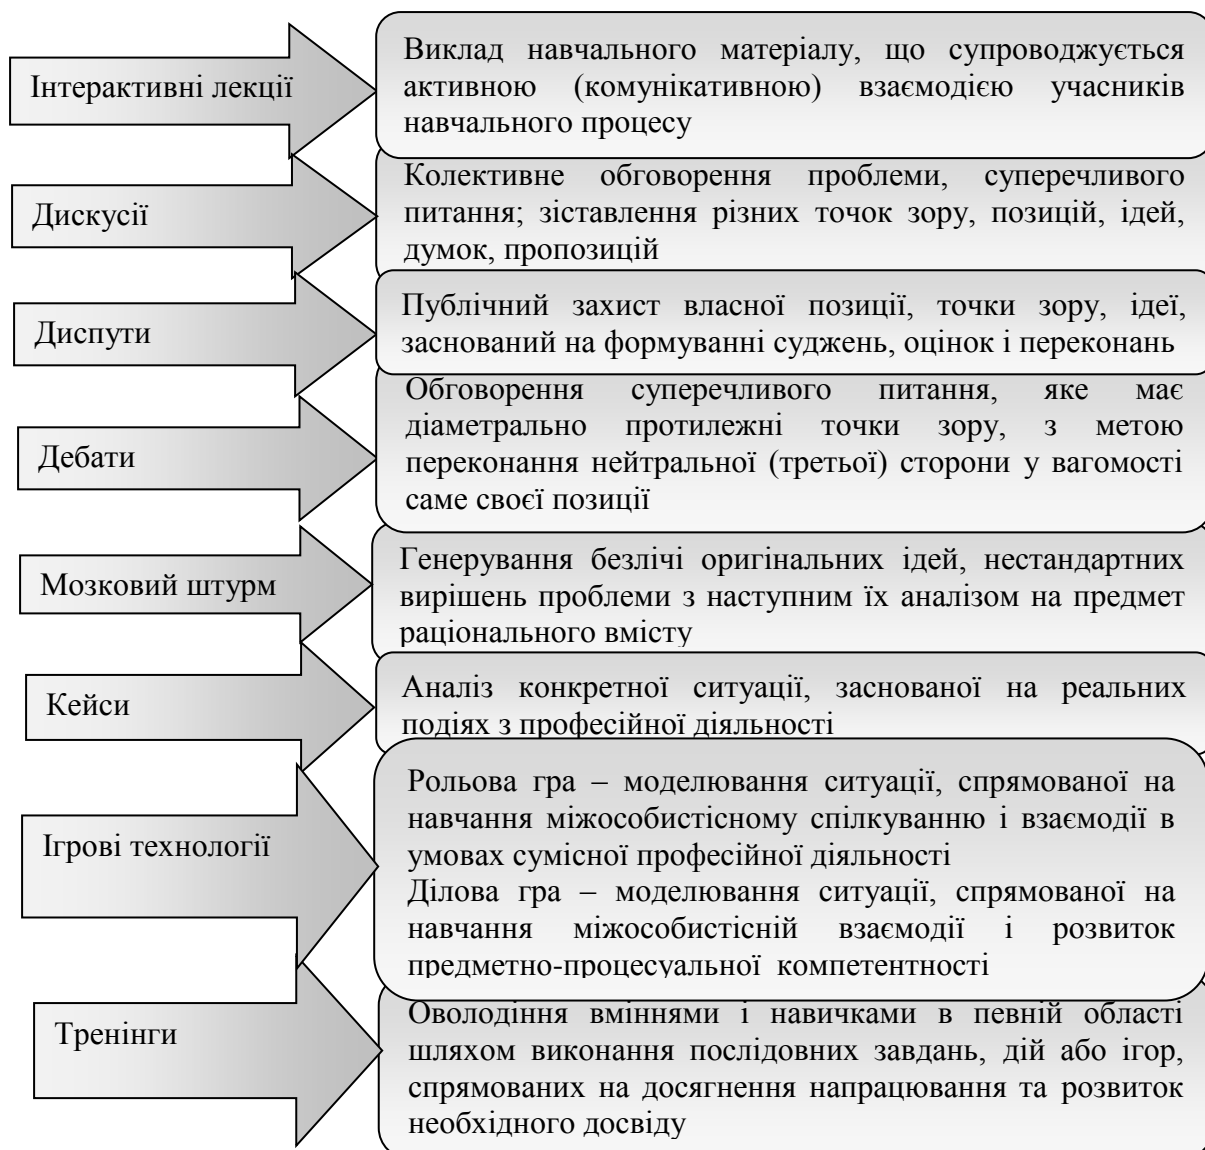 Інтерактивні лекції
Виклад навчального матеріалу, що супроводжується
активною (комунікативною) взаємодією учасників
навчального процесу
Дискусії
Колективне обговорення проблеми, суперечливого
питання; зіставлення різних точок зору, позицій, ідей,
думок, пропозицій
Диспути
Публічний захист власної позиції, точки зору, ідеї,
заснований на формуванні суджень, оцінок і переконань
Дебати
Обговорення суперечливого питання, яке має
діаметрально протилежні точки зору, з метою
переконання нейтральної (третьої) сторони у вагомості
саме своєї позиції
Мозковий штурм
Генерування безлічі оригінальних ідей, нестандартних
вирішень проблеми з наступним їх аналізом на предмет
раціонального вмісту
Кейси
Аналіз конкретної ситуації, заснованої на реальних
подіях з професійної діяльності
Ігрові технології
Рольова гра – моделювання ситуації, спрямованої на
навчання міжособистісному спілкуванню і взаємодії в
умовах сумісної професійної діяльності
Ділова гра – моделювання ситуації, спрямованої на
навчання міжособистісній взаємодії і розвиток
предметно-процесуальної компетентності
Тренінги
Оволодіння вміннями і навичками в певній області
шляхом виконання послідовних завдань, дій або ігор,
спрямованих на досягнення напрацювання та розвиток
необхідного досвіду